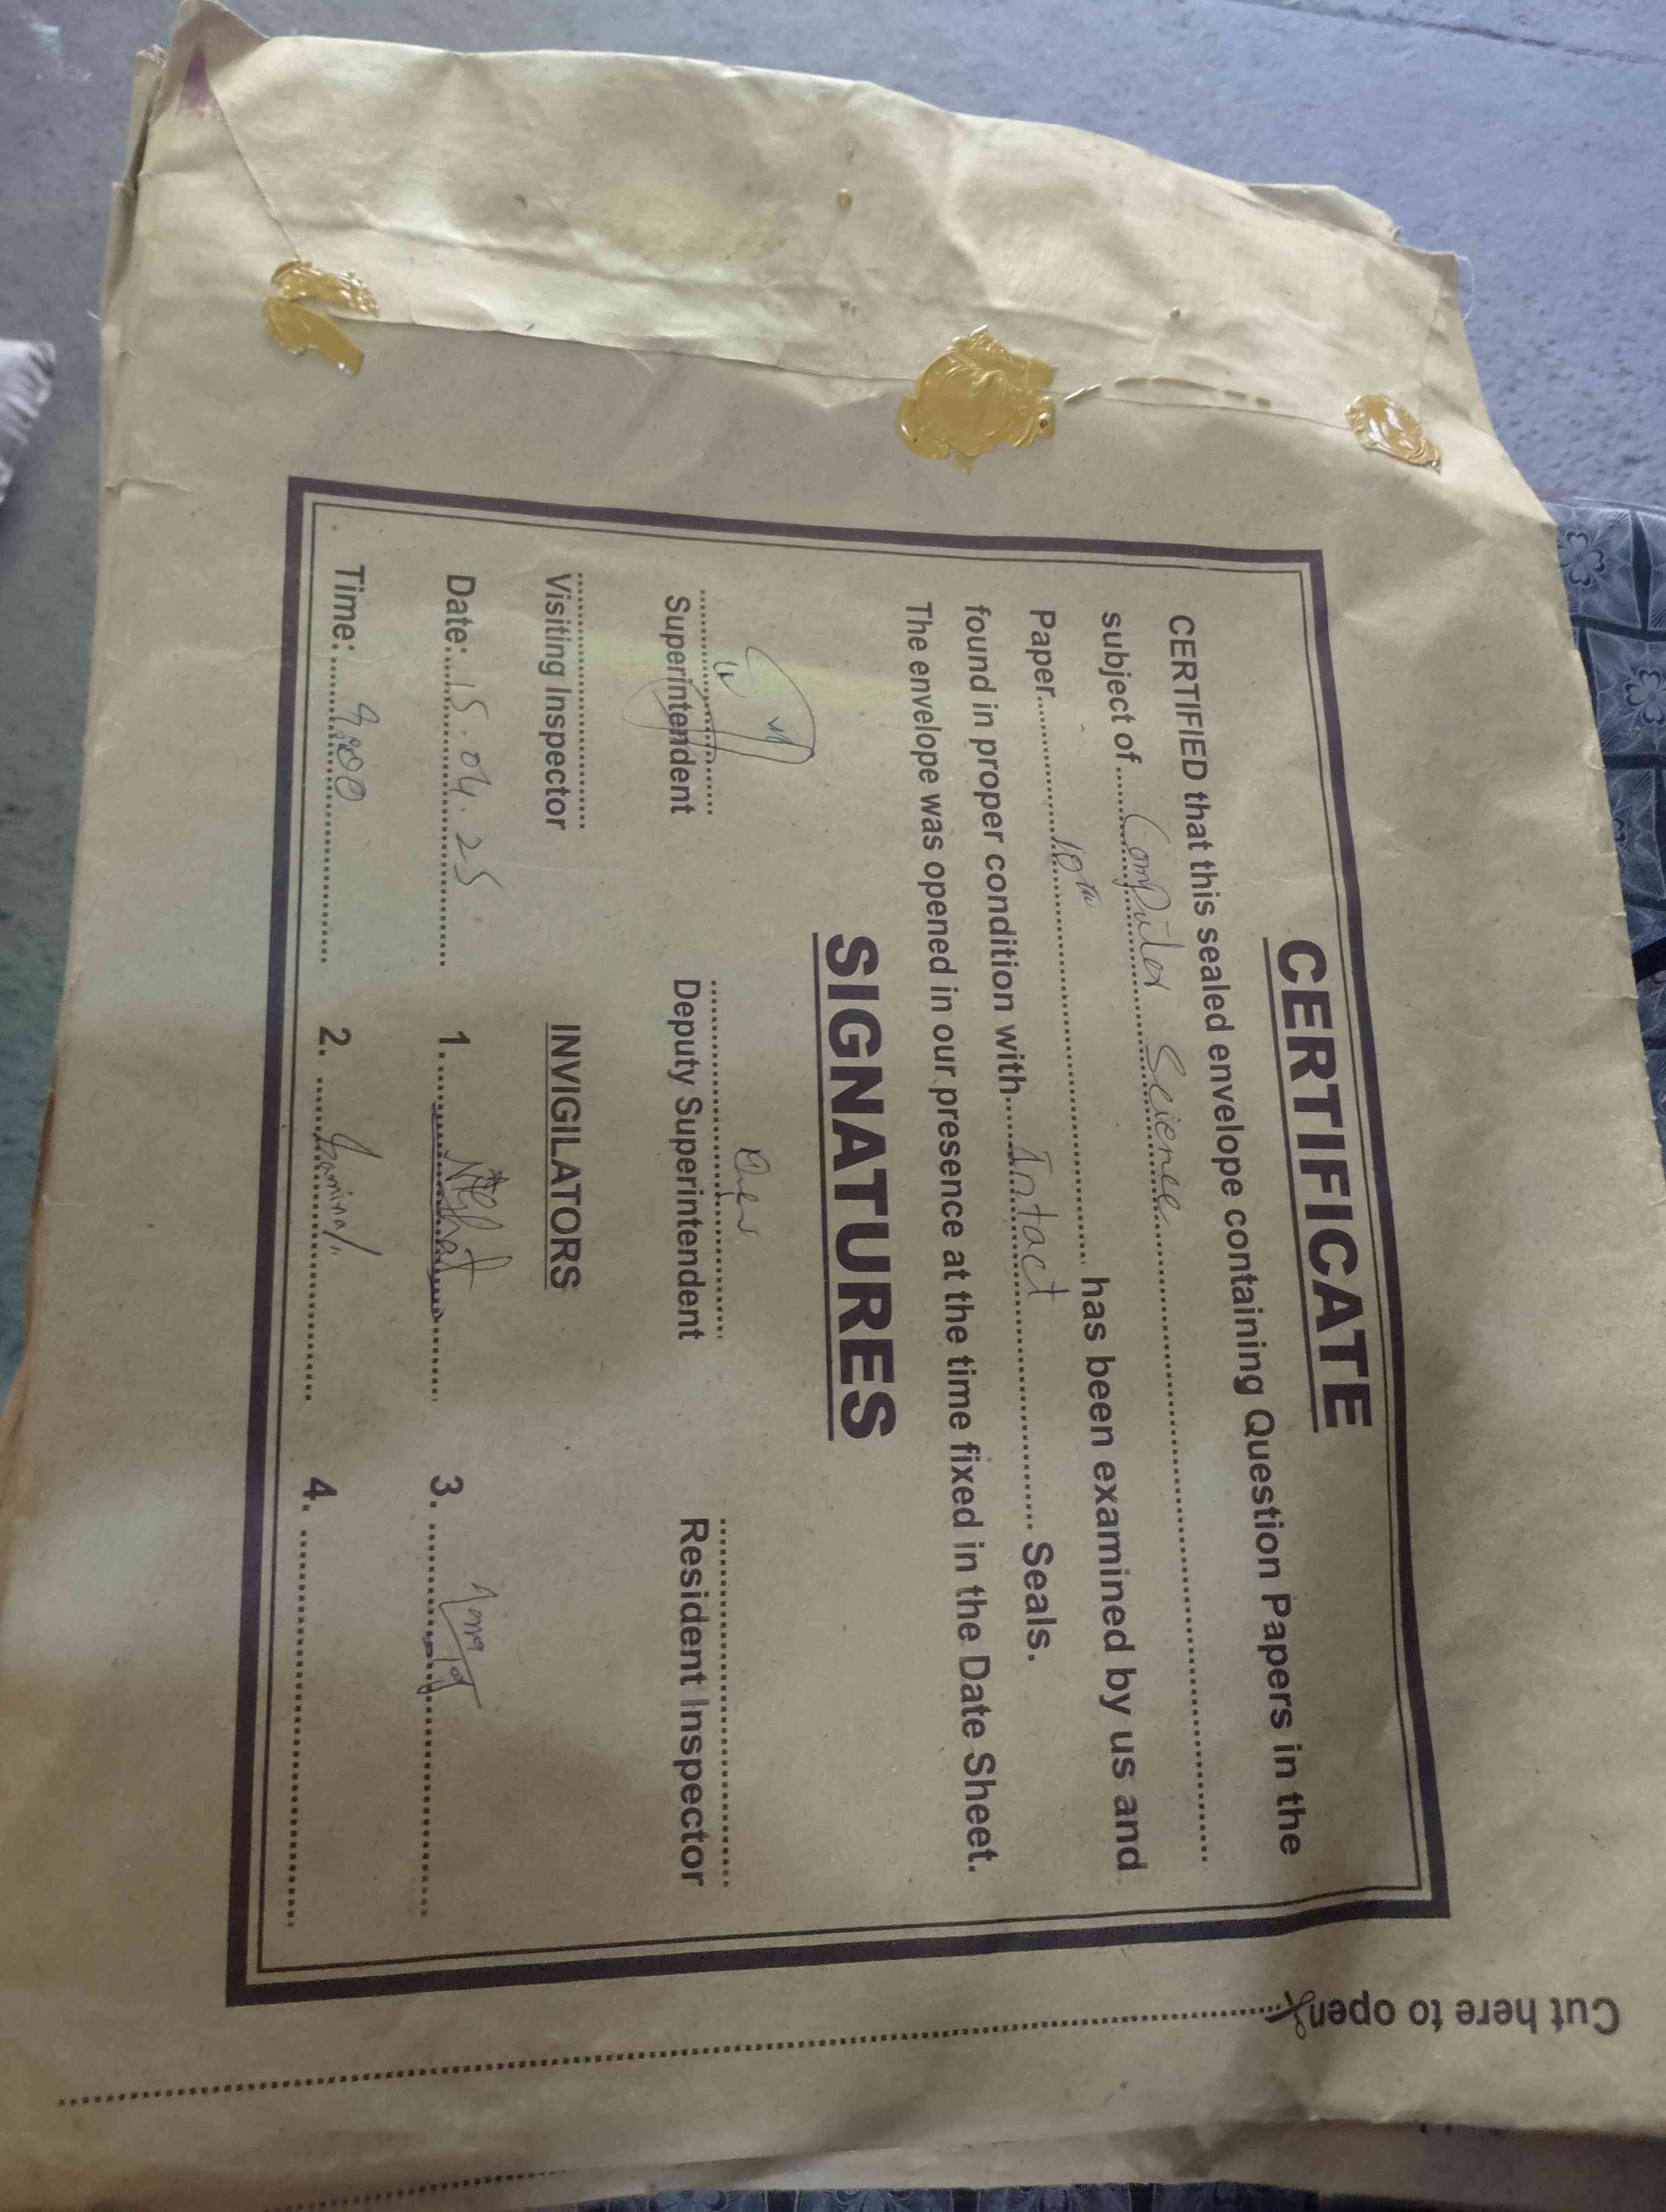 CERTIFICATE
CERTIFIED that this sealed envelope containing Question Papers in the
subject of Computer Science
Paper 10th has been examined by us and
found in proper condition with Intact Seals.
The envelope was opened in our presence at the time fixed in the Date Sheet.
SIGNATURES
Superintendent Deputy Superintendent Resident Inspector
Visiting Inspector INVIGILATORS
Date: 15.04.25 1. 3.
Time: 9:00 2. 4.
Cut here to open